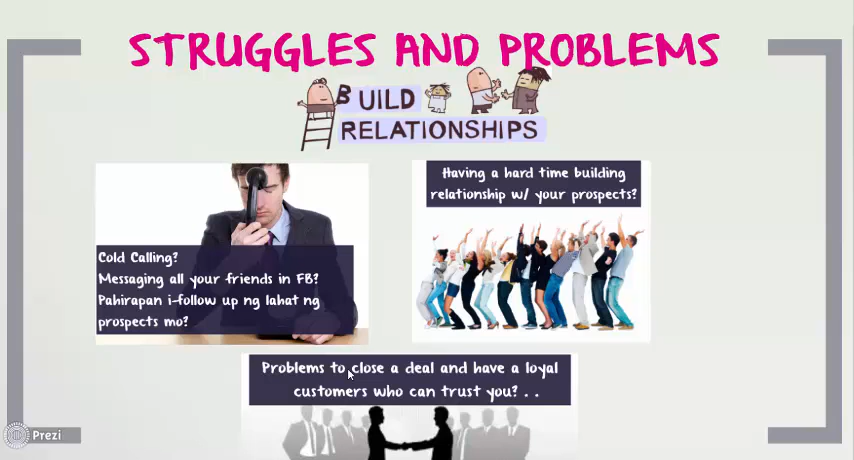 STRUGGLES AND PROBLEMS
BUILD
RELATIONSHIPS
Cold Calling?
Messaging all your friends in FB?
Pahirapan i-follow up ng lahat ng
prospects mo?
Having a hard time building
relationship w/ your prospects?
Problems to close a deal and have a loyal
customers who can trust you? . .
Prezi